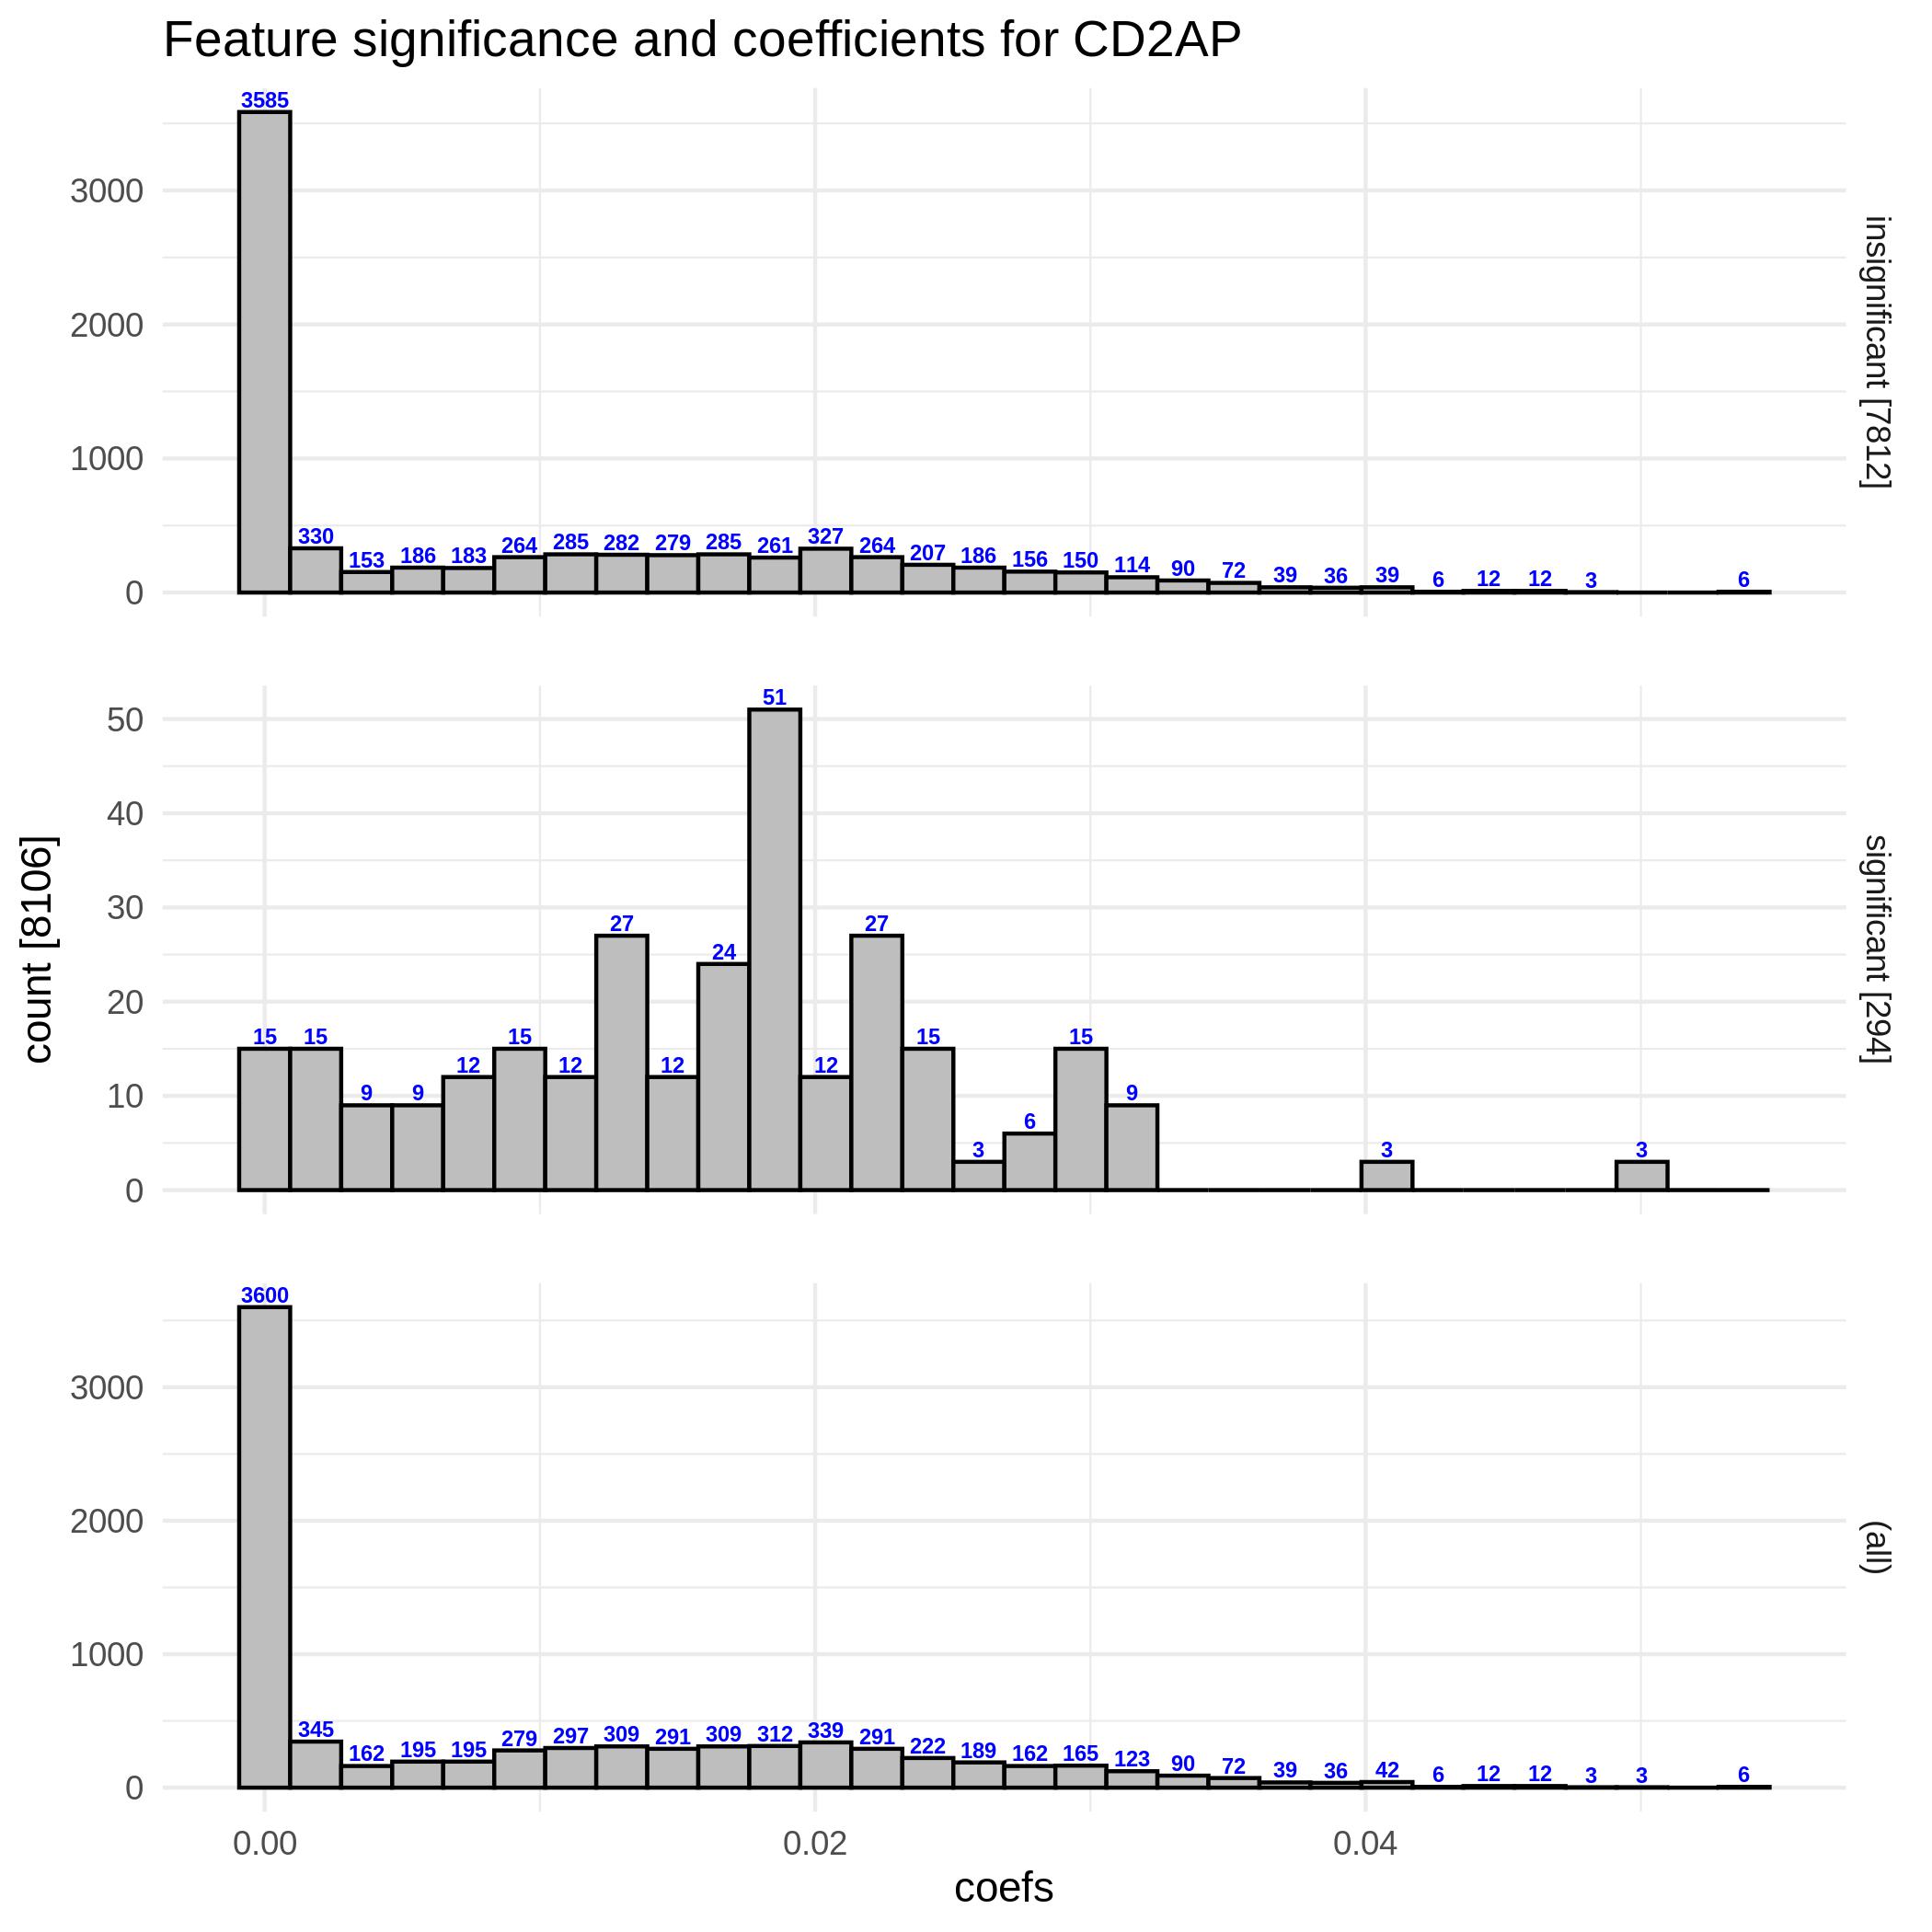 Feature significance and coefficients for CD2AP
3585
3000
2000
1000
0
330 153 186 183 264 285 282 279 285 261 327 264 207 186 156 150 114 90 72 39 36 39 6 12 12 3 6
insignificant [7812]
count [8106]
50
40
30
20
10
0
15 15 9 9 12 15 12 27 12 24 51 12 27 15 3 6 15 9 3 3
significant [294]
3600
3000
2000
1000
0
345 162 195 195 279 297 309 291 309 312 339 291 222 189 162 165 123 90 72 39 36 42 6 12 12 3 3 6
(all)
0.00 0.02 0.04
coefs